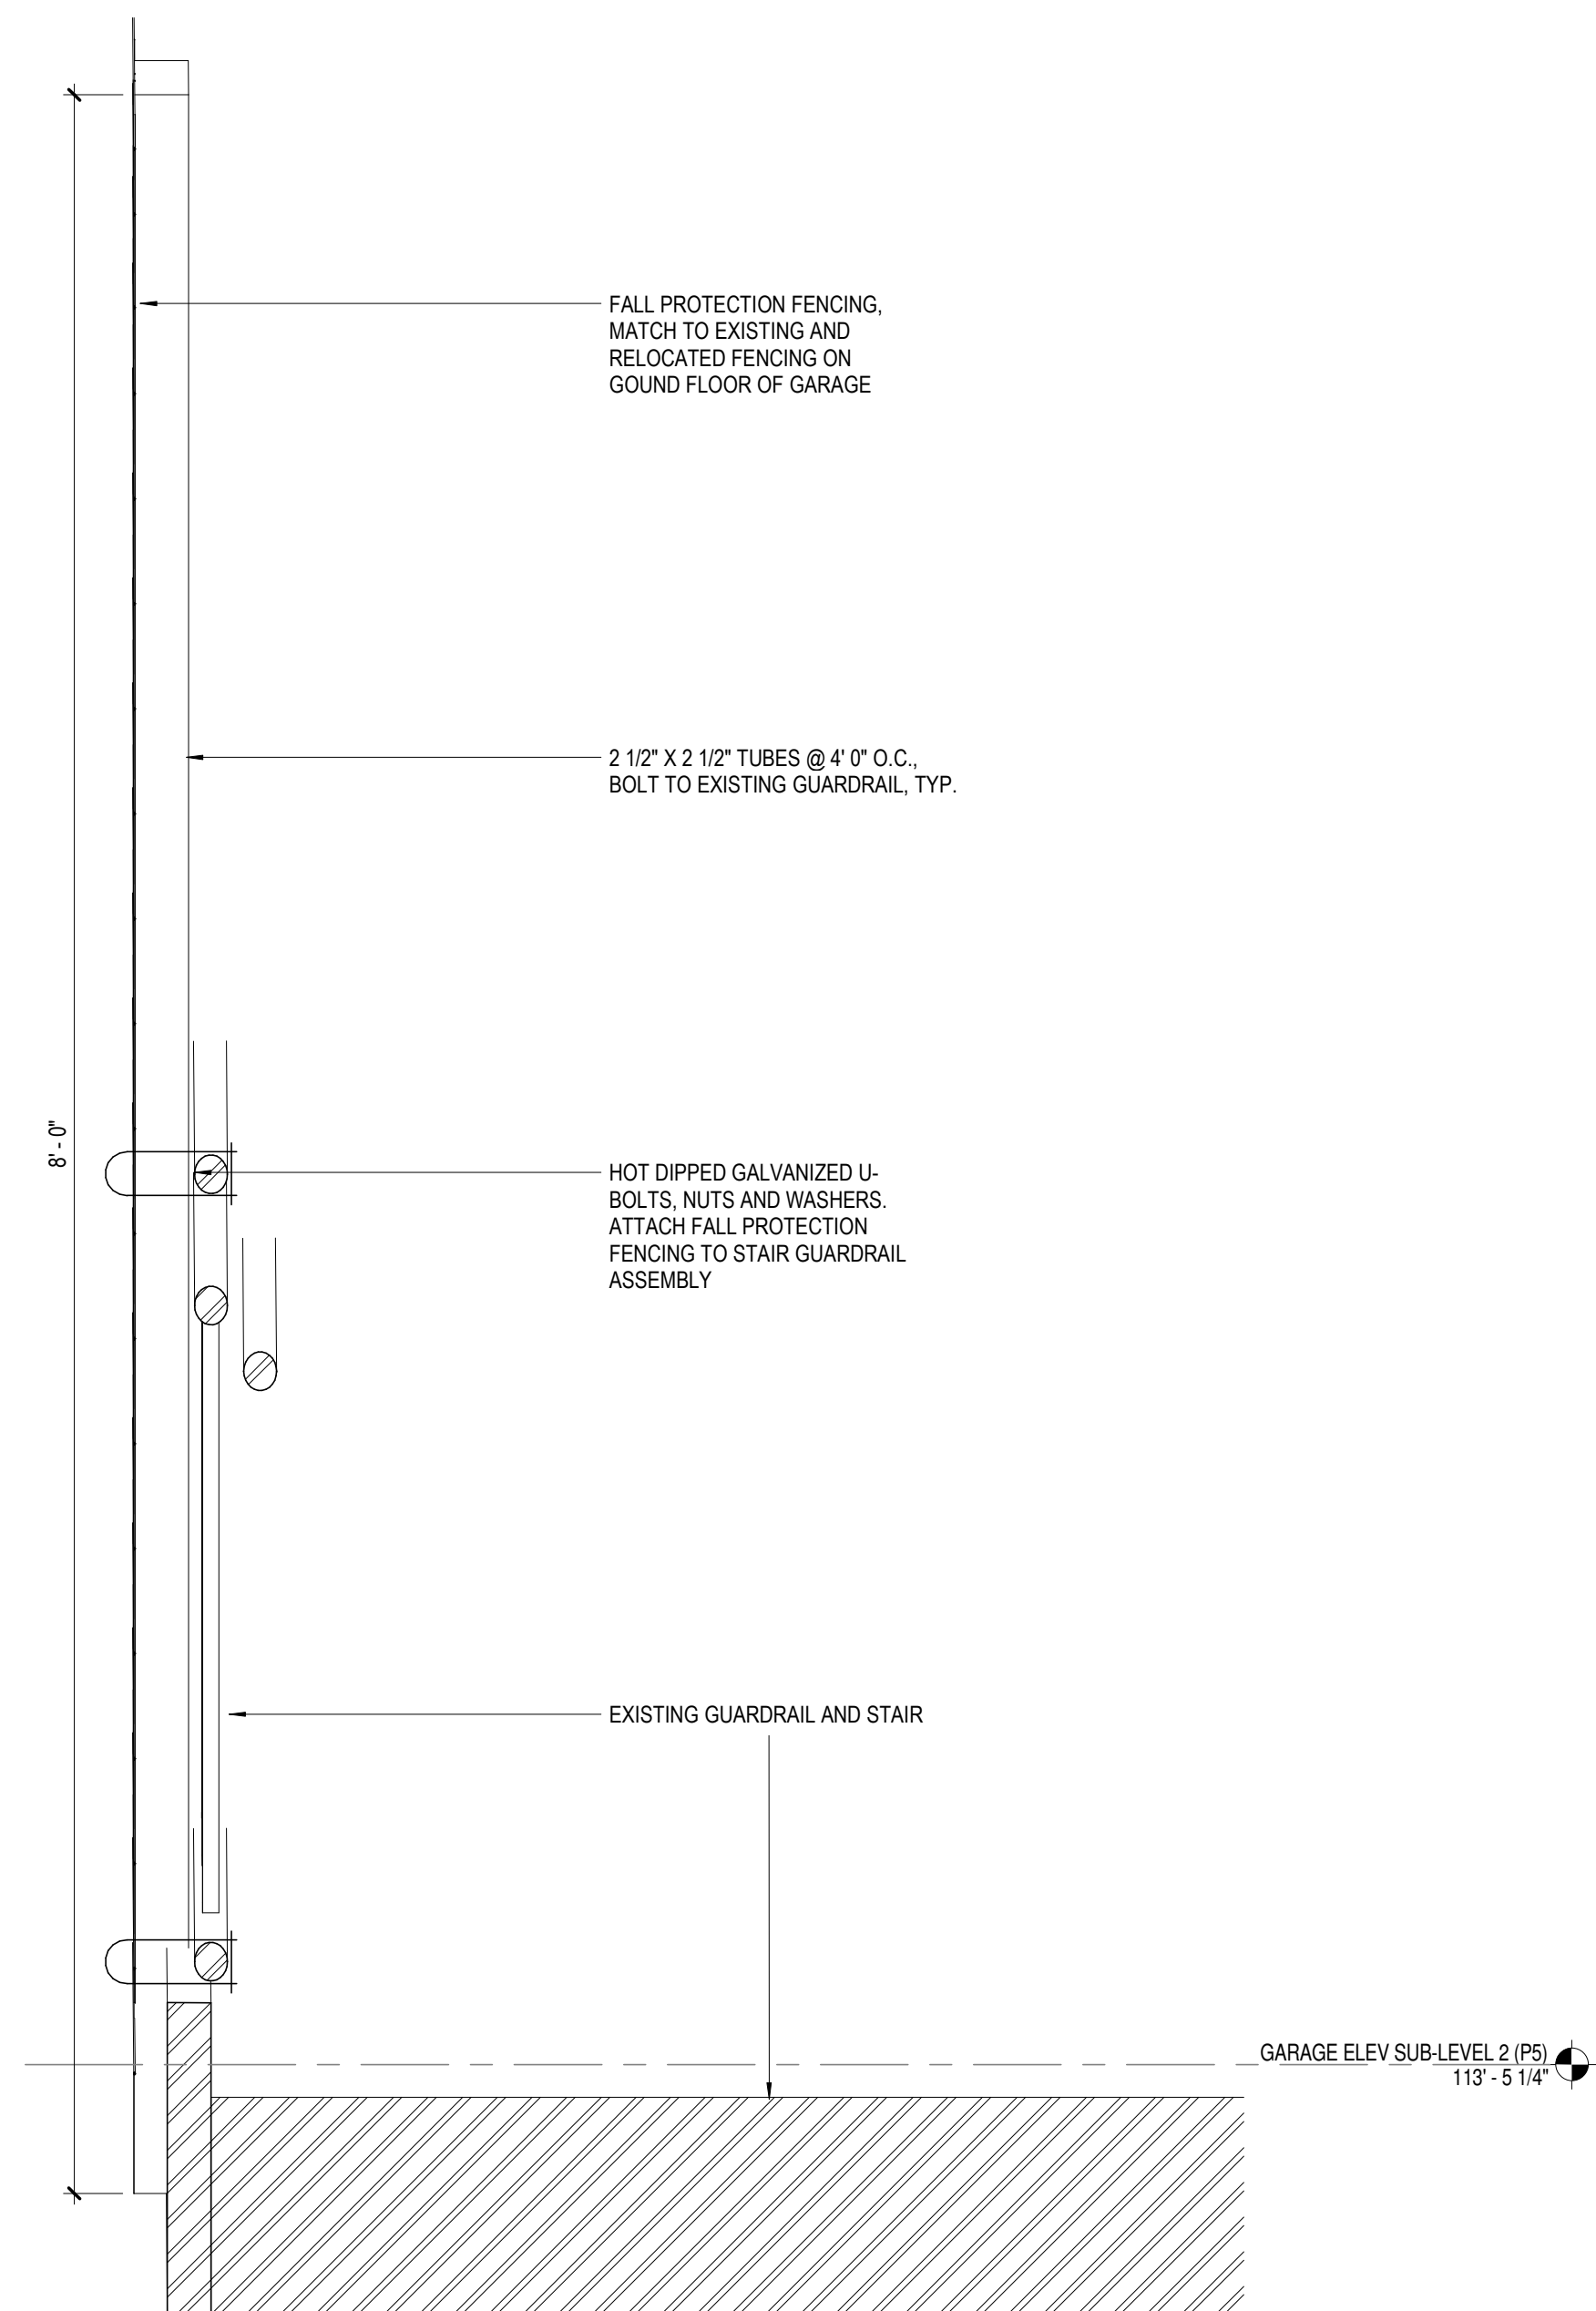 FALL PROTECTION FENCING,
MATCH TO EXISTING AND
RELOCATED FENCING ON
GOUND FLOOR OF GARAGE
2 1/2" X 2 1/2" TUBES @ 4' 0" O.C.,
BOLT TO EXISTING GUARDRAIL, TYP.
8' - 0"
HOT DIPPED GALVANIZED U-
BOLTS, NUTS AND WASHERS.
ATTACH FALL PROTECTION
FENCING TO STAIR GUARDRAIL
ASSEMBLY
EXISTING GUARDRAIL AND STAIR
GARAGE ELEV SUB-LEVEL 2 (P5)
113' - 5 1/4"